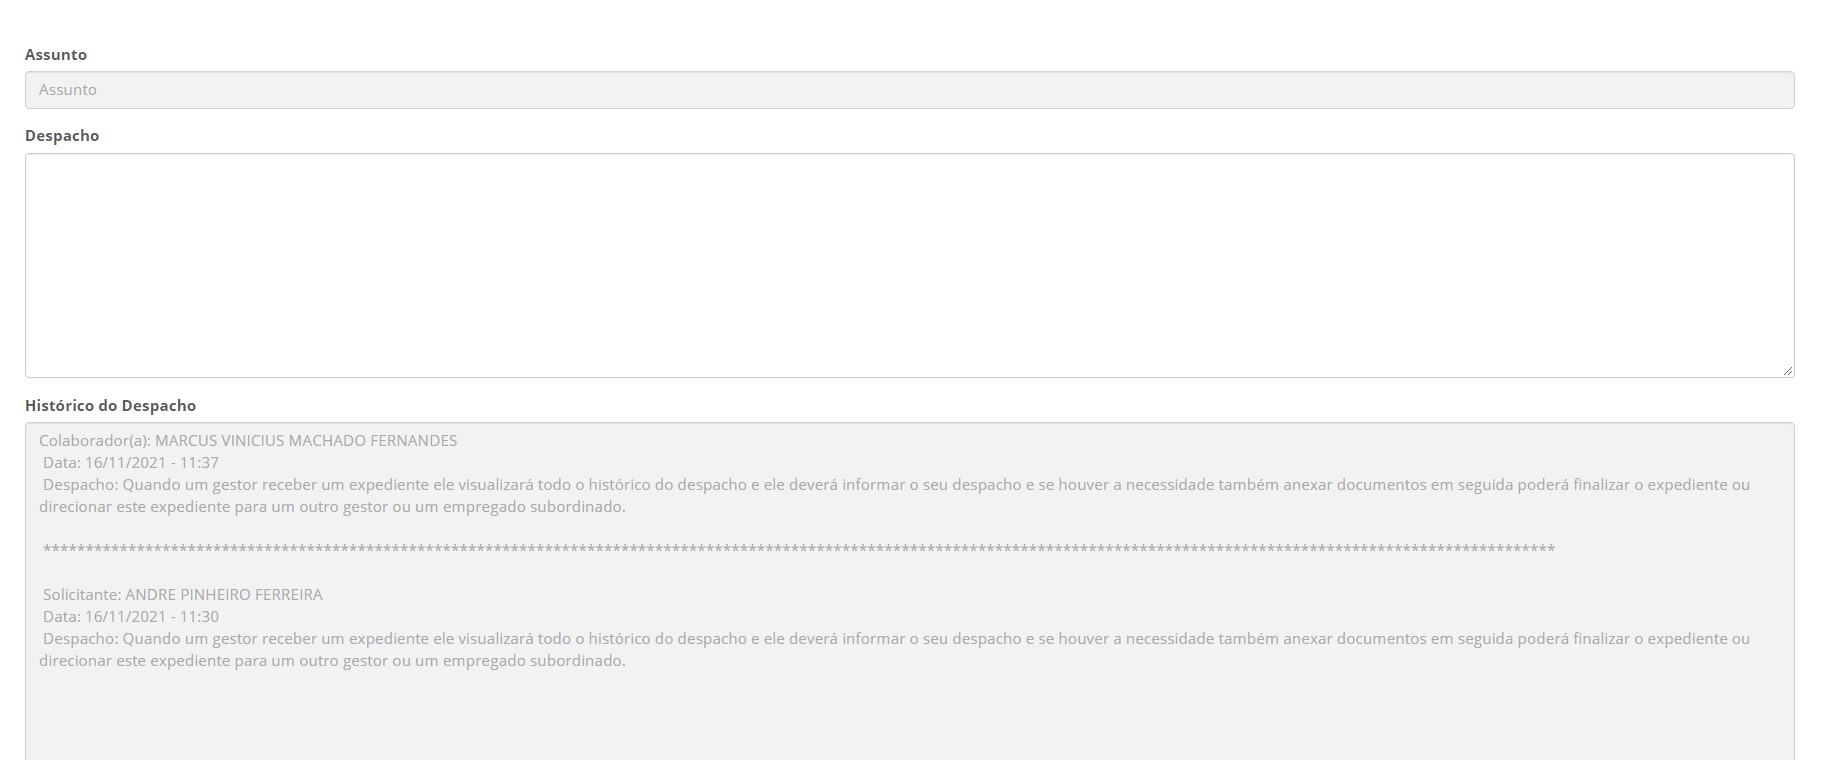 Assunto
Assunto
Despacho
Histórico do Despacho
Colaborador(a): MARCUS VINICIUS MACHADO FERNANDES
Data: 16/11/2021 - 11:37
Despacho: Quando um gestor receber um expediente ele visualizará todo o histórico do despacho e ele deverá informar o seu despacho e se houver a necessidade também anexar documentos em seguida poderá finalizar o expediente ou
direcionar este expediente para um outro gestor ou um empregado subordinado.
************************************************************************************************************************************************************************************
Solicitante: ANDRE PINHEIRO FERREIRA
Data: 16/11/2021 - 11:30
Despacho: Quando um gestor receber um expediente ele visualizará todo o histórico do despacho e ele deverá informar o seu despacho e se houver a necessidade também anexar documentos em seguida poderá finalizar o expediente ou
direcionar este expediente para um outro gestor ou um empregado subordinado.